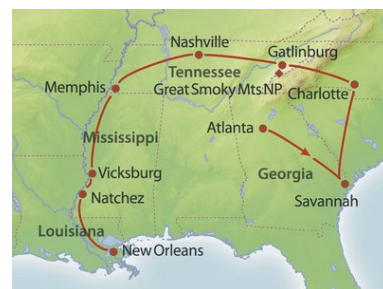 Nashville
Gatlinburg
Tennessee
Memphis
Great Smoky Mts NP
Charlotte
Atlanta
Mississippi
Vicksburg
Georgia
Natchez
Savannah
Louisiana
New Orleans